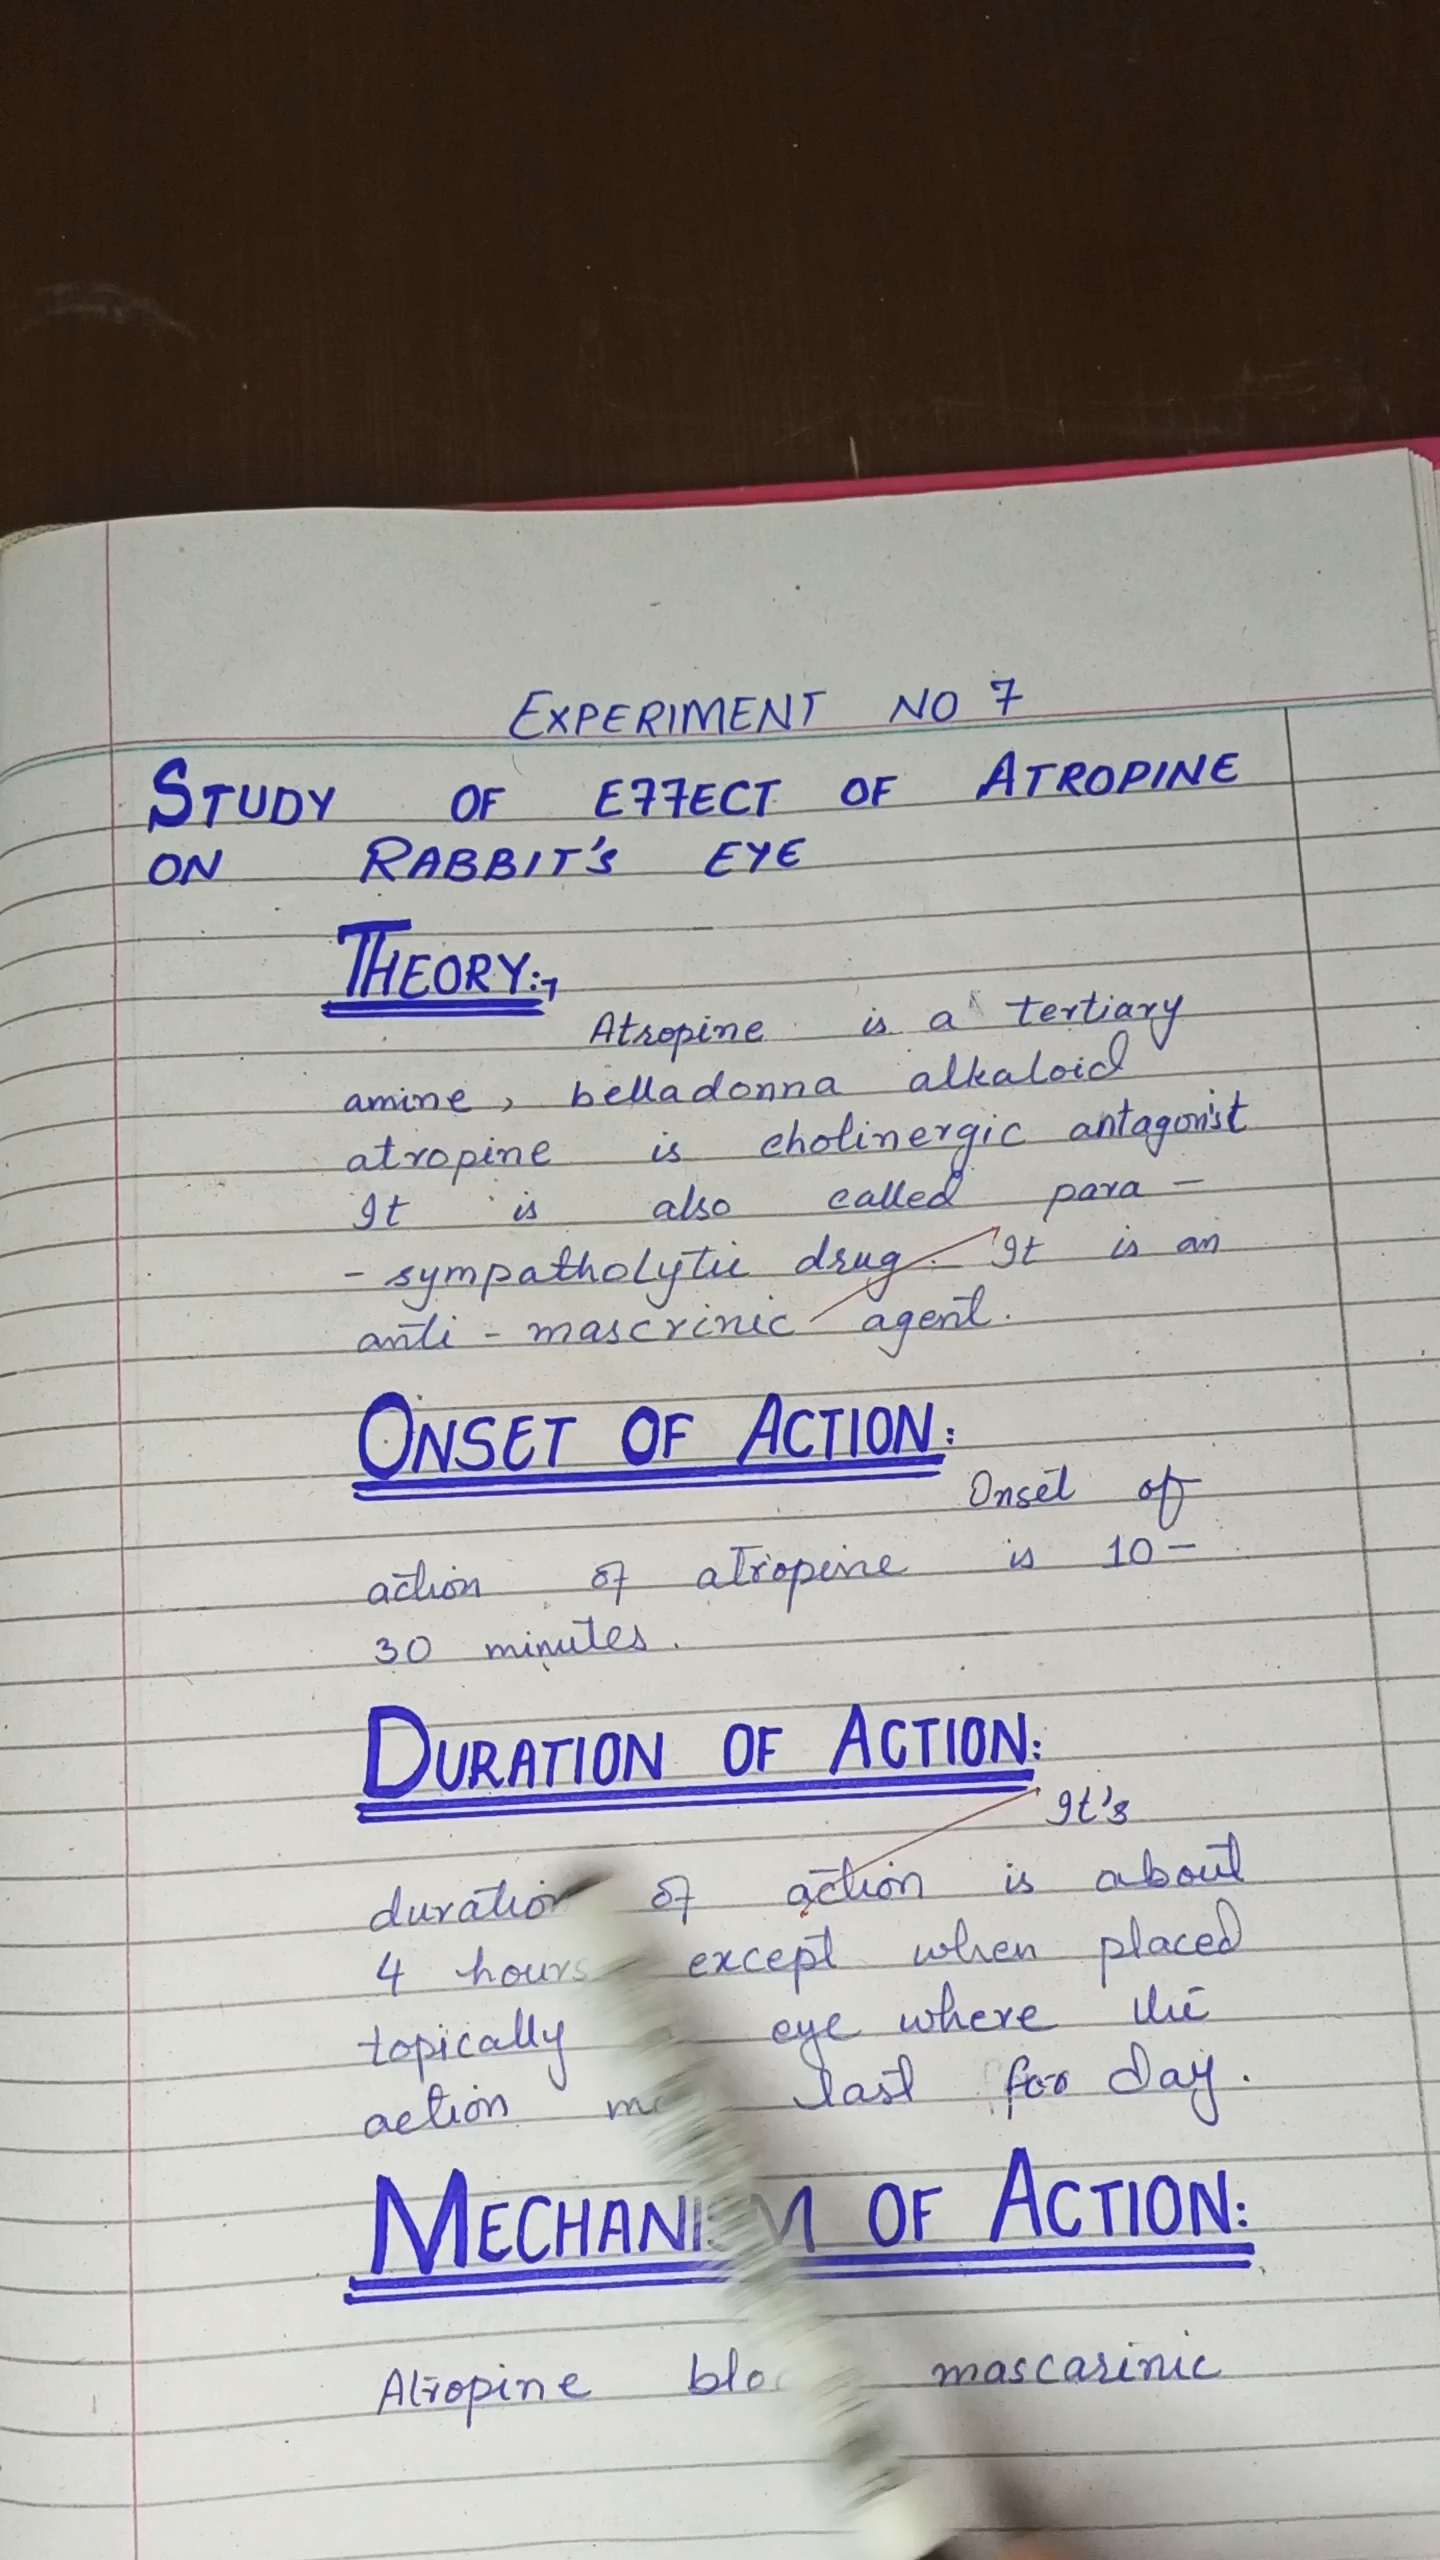 EXPERIMENT NO 7
STUDY OF EFFECT OF ATROPINE
ON RABBIT'S EYE
THEORY:-
Atropine is a tertiary
amine, belladonna alkaloid
atropine is cholinergic antagonist
It is also called para-
-sympatholytic drug. It is an
anti-mascrinic agent.
ONSET OF ACTION:
Onset of
action of atropine is 10-
30 minutes.
DURATION OF ACTION:
It's
duration of action is about
4 hours except when placed
topically eye where the
action last for day.
MECHANISM OF ACTION:
Atropine mascarinic